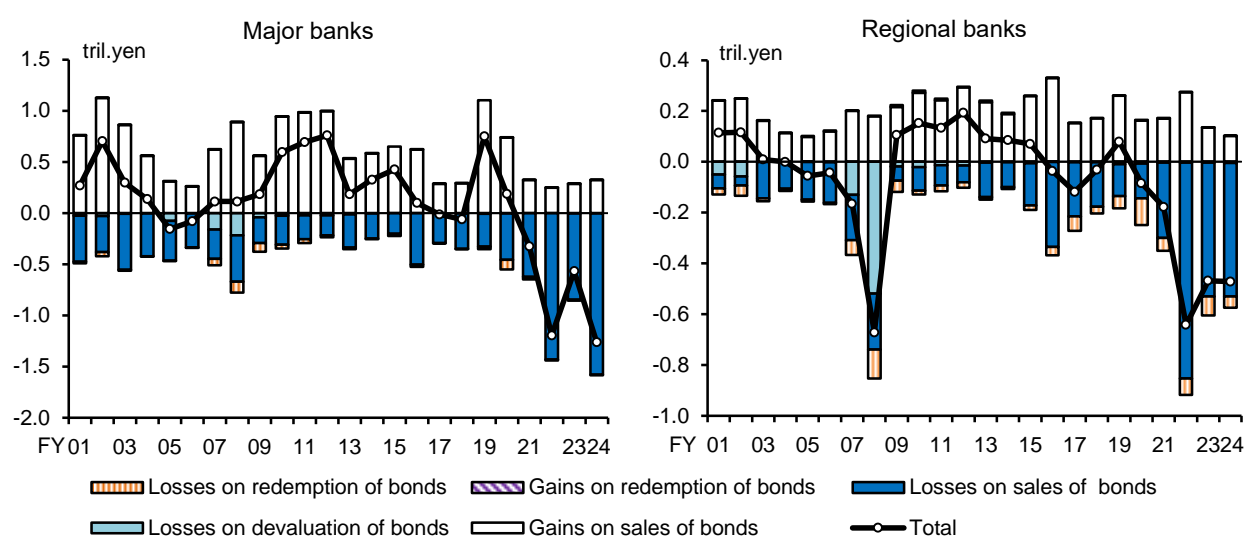 Major banks
tril.yen
1.5
1.0
0.5
0.0
-0.5
-1.0
-1.5
-2.0
FY 01 03 05 07 09 11 13 15 17 19 21 2324
Regional banks
tril.yen
0.4
0.2
0.0
-0.2
-0.4
-0.6
-0.8
-1.0
FY 01 03 05 07 09 11 13 15 17 19 21 2324
Losses on redemption of bonds Gains on redemption of bonds Losses on sales of bonds
Losses on devaluation of bonds Gains on sales of bonds Total